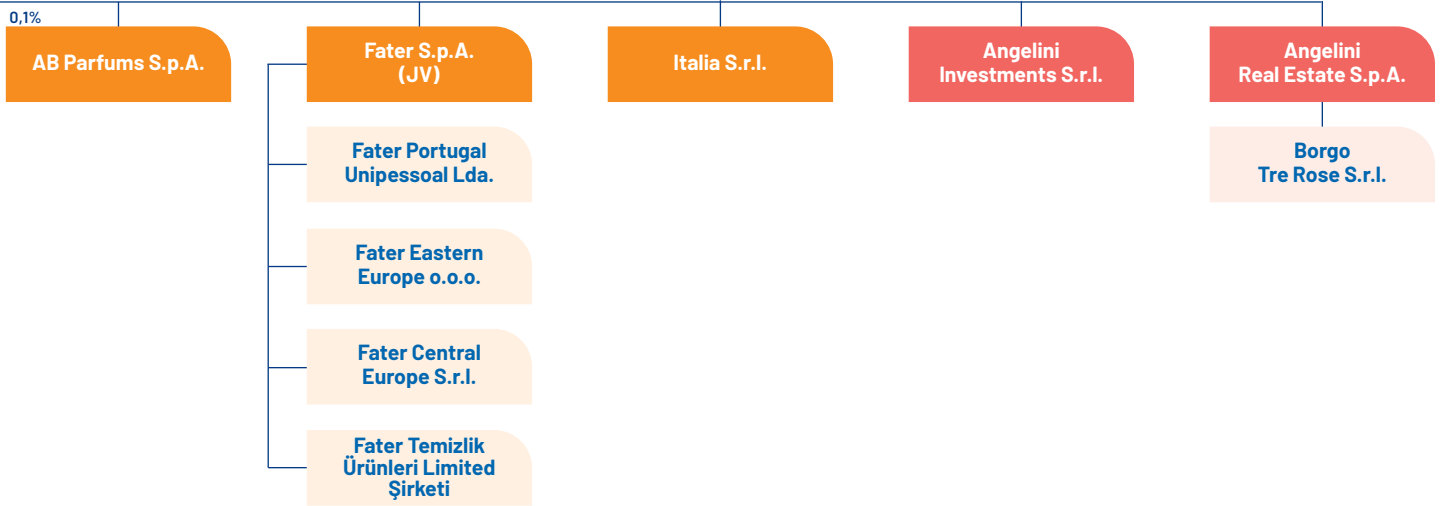 0,1%
AB Parfums S.p.A.
Fater S.p.A.
(JV)
Italia S.r.l.
Angelini
Investments S.r.l.
Angelini
Real Estate S.p.A.
Fater Portugal
Unipessoal Lda.
Borgo
Tre Rose S.r.l.
Fater Eastern
Europe o.o.o.
Fater Central
Europe S.r.l.
Fater Temizlik
Ürünleri Limited
Şirketi